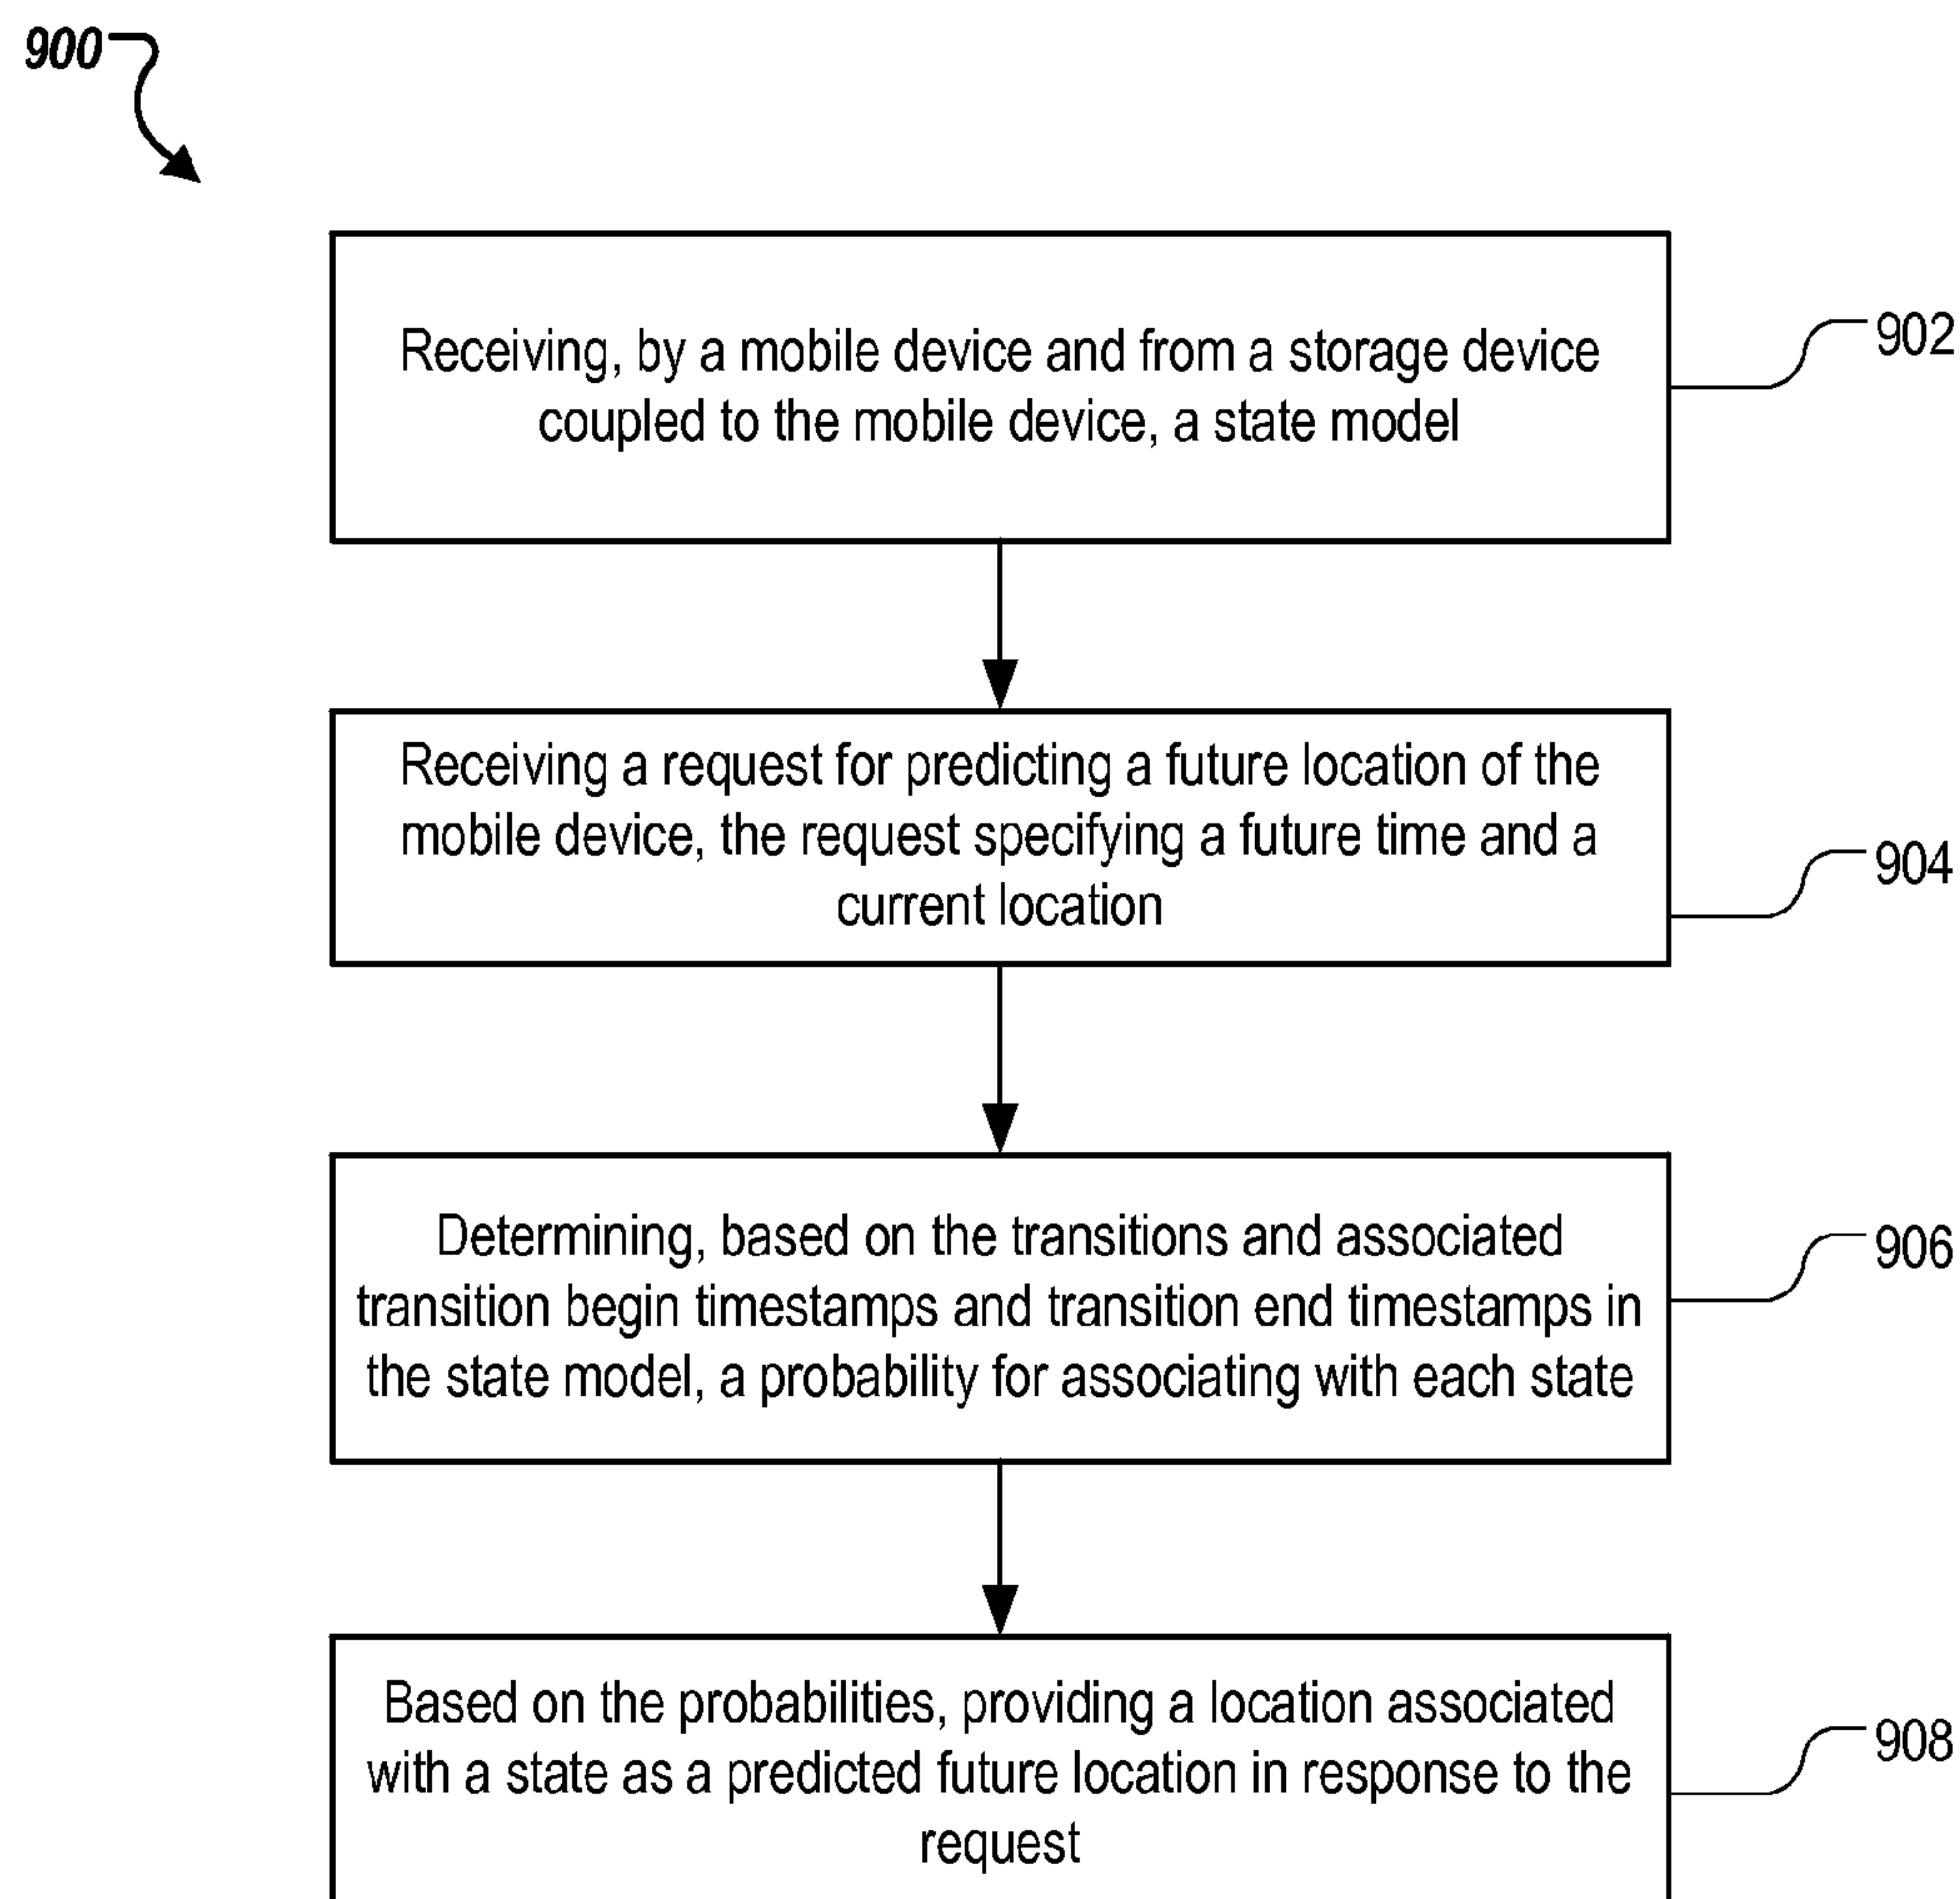 900
Receiving, by a mobile device and from a storage device
coupled to the mobile device, a state model
902
Receiving a request for predicting a future location of the
mobile device, the request specifying a future time and a
current location
904
Determining, based on the transitions and associated
transition begin timestamps and transition end timestamps in
the state model, a probability for associating with each state
906
Based on the probabilities, providing a location associated
with a state as a predicted future location in response to the
request
908